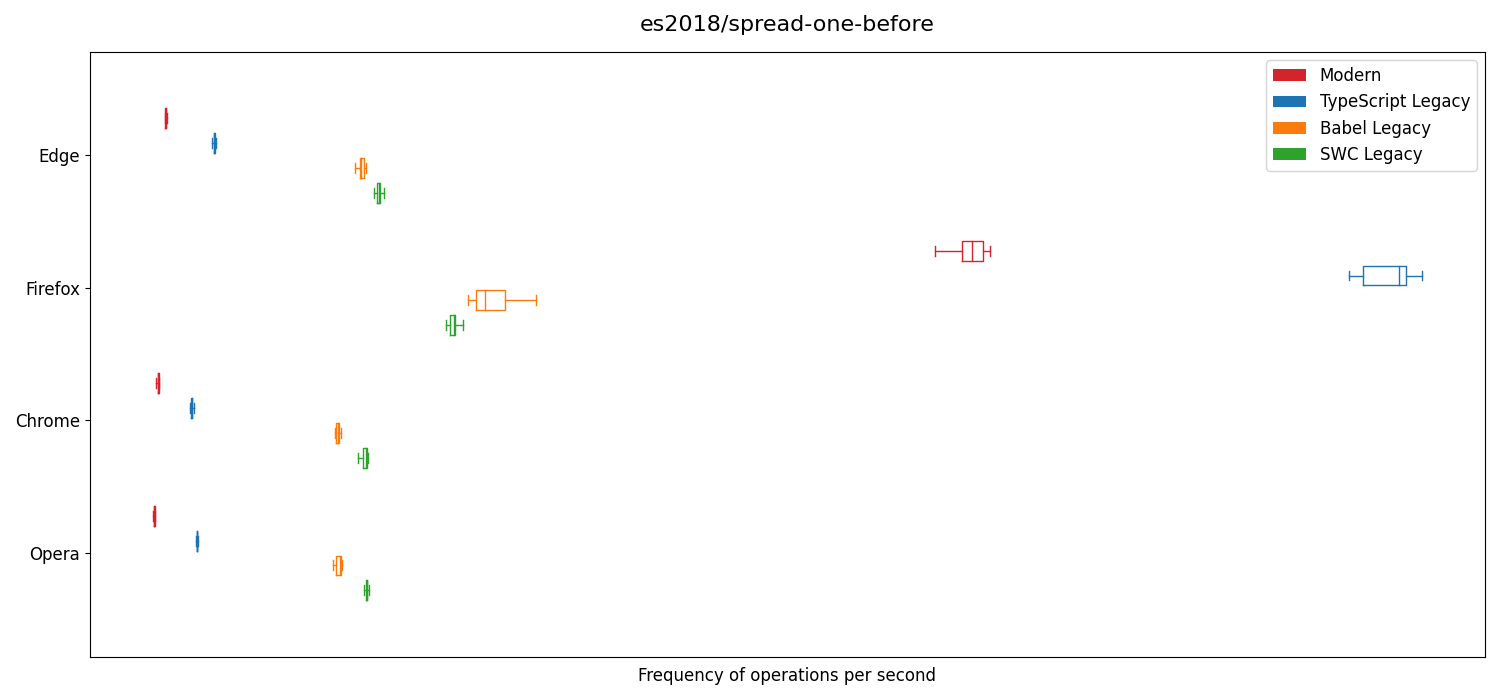 es2018/spread-one-before
Modern
TypeScript Legacy
Babel Legacy
SWC Legacy
Edge
Firefox
Chrome
Opera
Frequency of operations per second